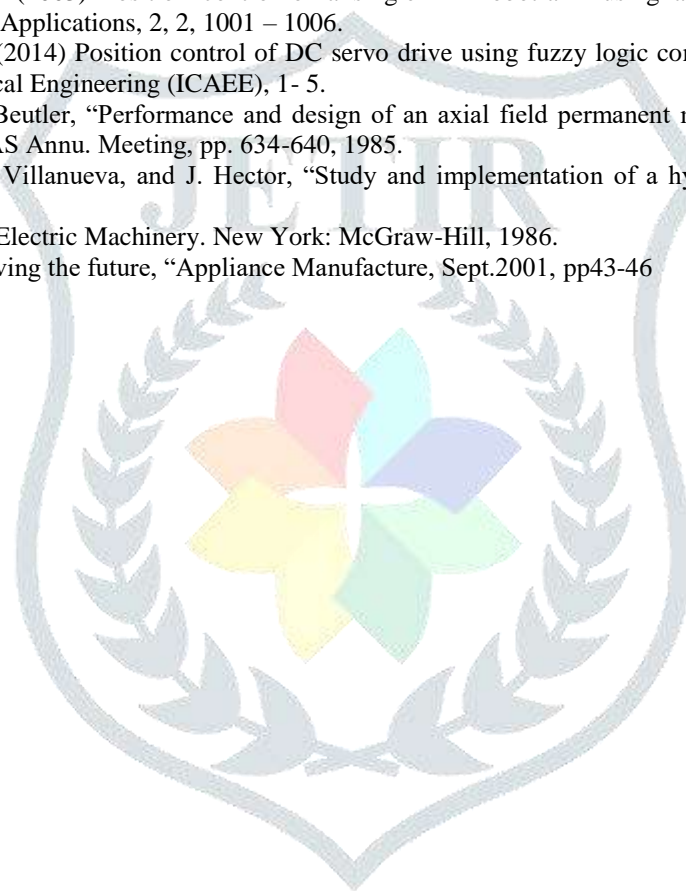 Applications, 2, 2, 1001 – 1006.
(2014) Position control of DC servo drive using fuzzy logic con
cal Engineering (ICAEE), 1- 5.
Beutler, “Performance and design of an axial field permanent m
AS Annu. Meeting, pp. 634-640, 1985.
Villanueva, and J. Hector, “Study and implementation of a hy
Electric Machinery. New York: McGraw-Hill, 1986.
ving the future, “Appliance Manufacture, Sept.2001, pp43-46
JETIR